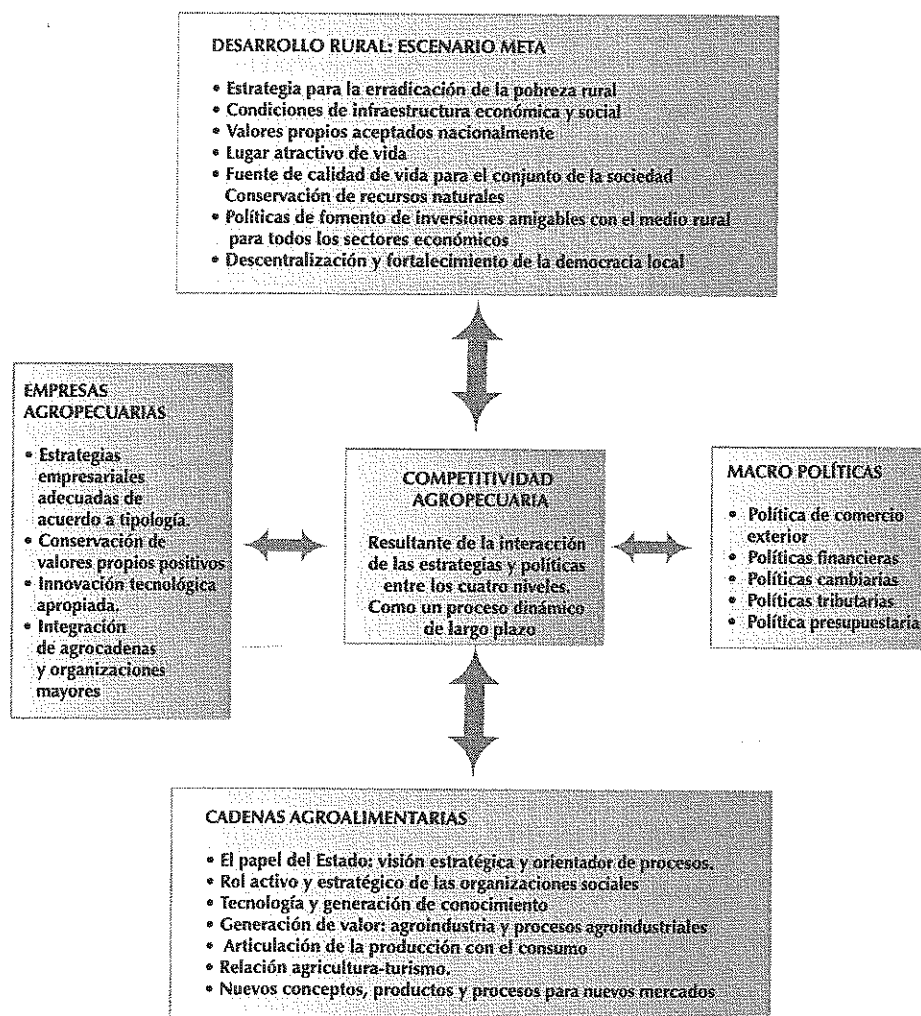 DESARROLLO RURAL: ESCENARIO META
• Estrategia para la erradicación de la pobreza rural
• Condiciones de infraestructura económica y social
• Valores propios aceptados nacionalmente
• Lugar atractivo de vida
• Fuente de calidad de vida para el conjunto de la sociedad
Conservación de recursos naturales
• Políticas de fomento de inversiones amigables con el medio rural
para todos los sectores económicos
• Descentralización y fortalecimiento de la democracia local
EMPRESAS
AGROPECUARIAS
• Estrategias
empresariales
adecuadas de
acuerdo a tipología.
• Conservación de
valores propios positivos
• Innovación tecnológica
apropiada.
• Integración
de agrocadenas
y organizaciones
mayores
COMPETITIVIDAD
AGROPECUARIA
Resultante de la interacción
de las estrategias y políticas
entre los cuatro niveles.
Como un proceso dinámico
de largo plazo
MACRO POLÍTICAS
• Política de comercio
exterior
• Políticas financieras
• Políticas cambiarias
• Políticas tributarias
• Política presupuestaria
CADENAS AGROALIMENTARIAS
• El papel del Estado: visión estratégica y orientador de procesos.
• Rol activo y estratégico de las organizaciones sociales
• Tecnología y generación de conocimiento
• Generación de valor: agroindustria y procesos agroindustriales
• Articulación de la producción con el consumo
• Relación agricultura-turismo.
• Nuevos conceptos, productos y procesos para nuevos mercados